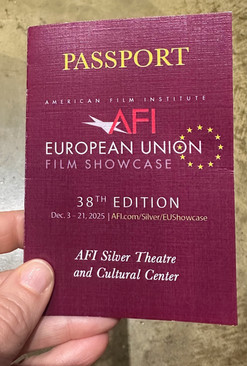 PASSPORT
AMERICAN FILM INSTITUTE
AFI
EUROPEAN UNION
FILM SHOWCASE
38TH EDITION
Dec. 3 - 21, 2025 | AFI.com/Silver/EUShowcase
AFI Silver Theatre
and Cultural Center